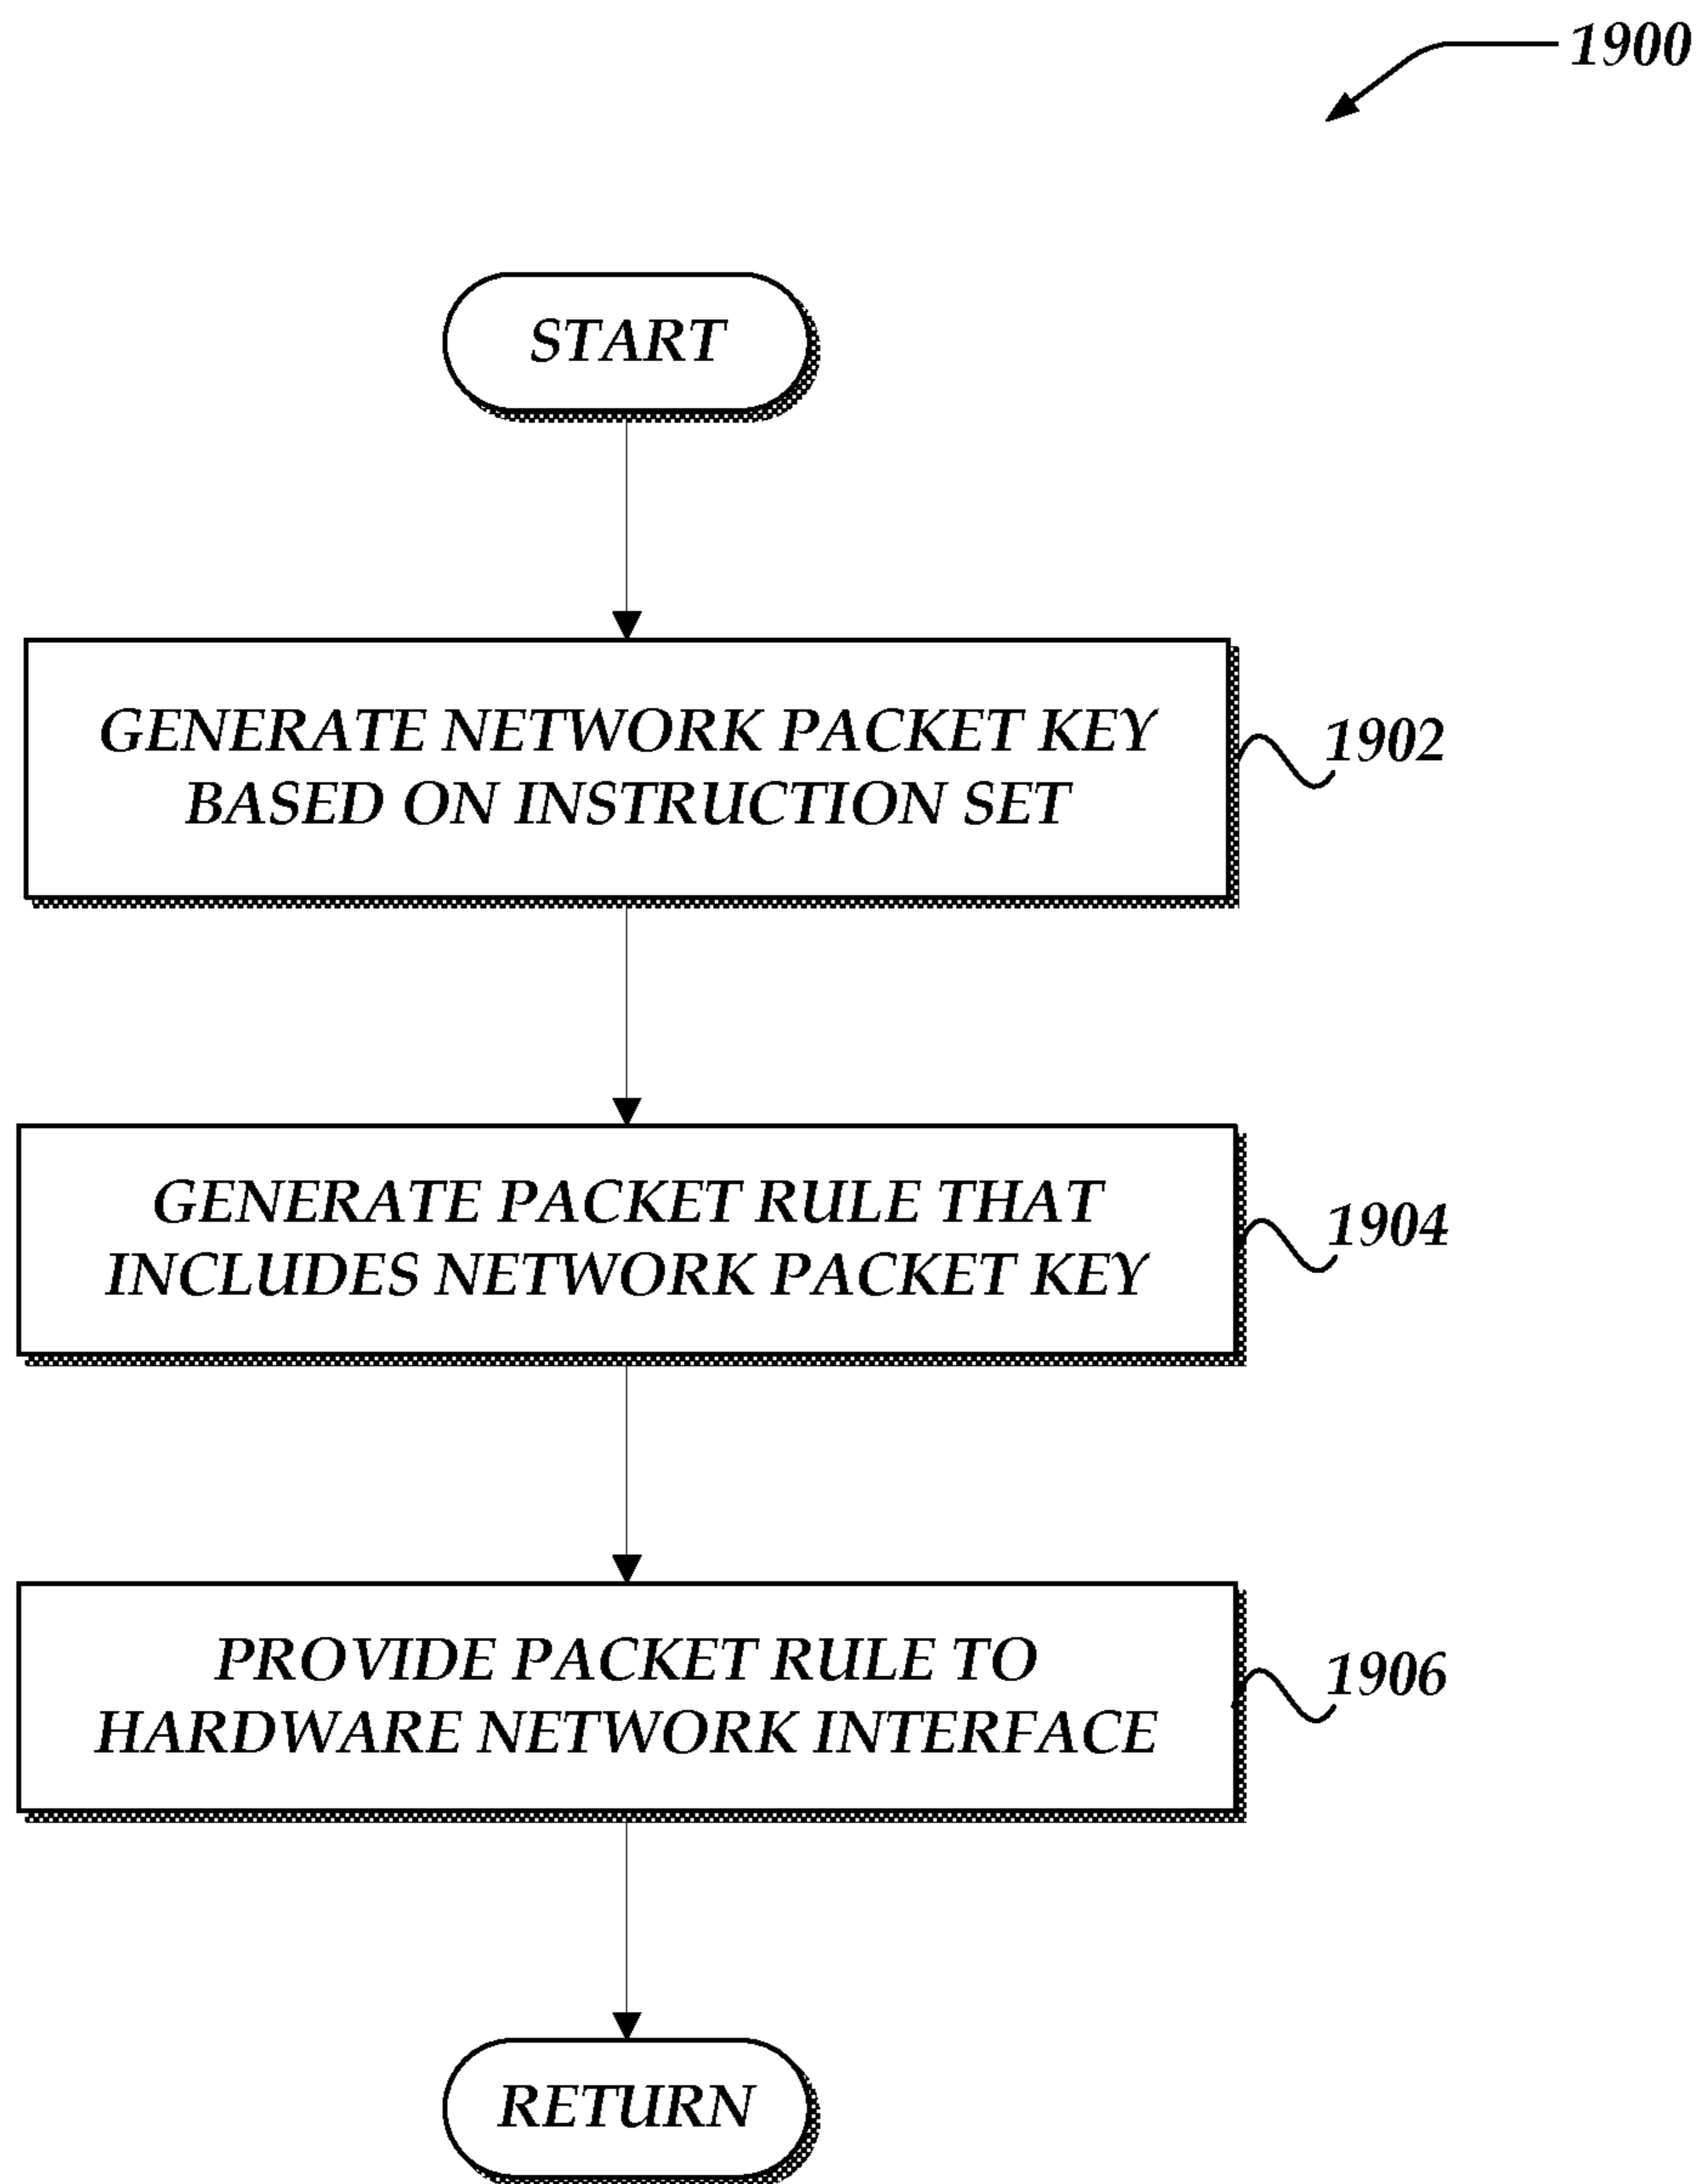 1900
START
GENERATE NETWORK PACKET KEY
BASED ON INSTRUCTION SET
1902
GENERATE PACKET RULE THAT
INCLUDES NETWORK PACKET KEY
1904
PROVIDE PACKET RULE TO
HARDWARE NETWORK INTERFACE
1906
RETURN